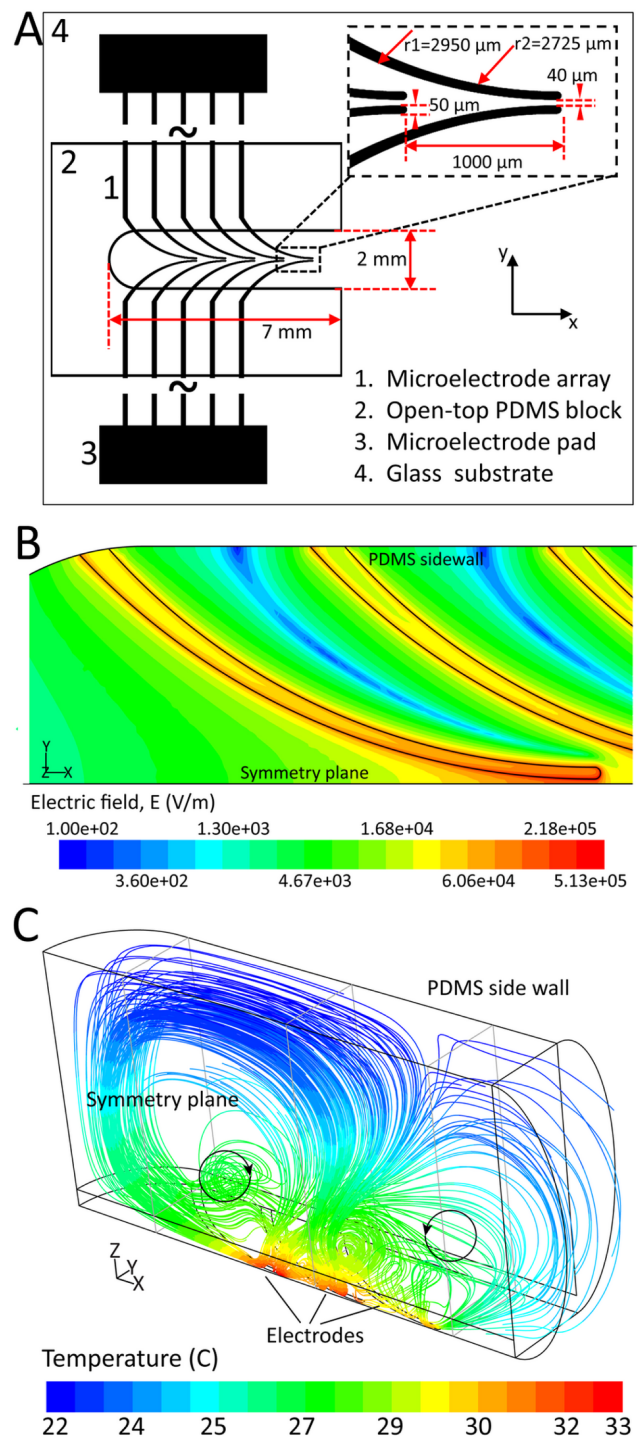 A
4
r1=2950 µm
r2=2725 µm
40 µm
50 µm
~
2
1
1000 µm
2 mm
y
x
7 mm
~
3
1. Microelectrode array
2. Open-top PDMS block
3. Microelectrode pad
4. Glass substrate
B
PDMS sidewall
Y
Z X
Symmetry plane
Electric field, E (V/m)
1.00e+02 1.30e+03 1.68e+04 2.18e+05
3.60e+02 4.67e+03 6.06e+04 5.13e+05
C
PDMS side wall
Symmetry plane
Z
Y
X
Electrodes
Temperature (C)
22 24 25 27 29 30 32 33